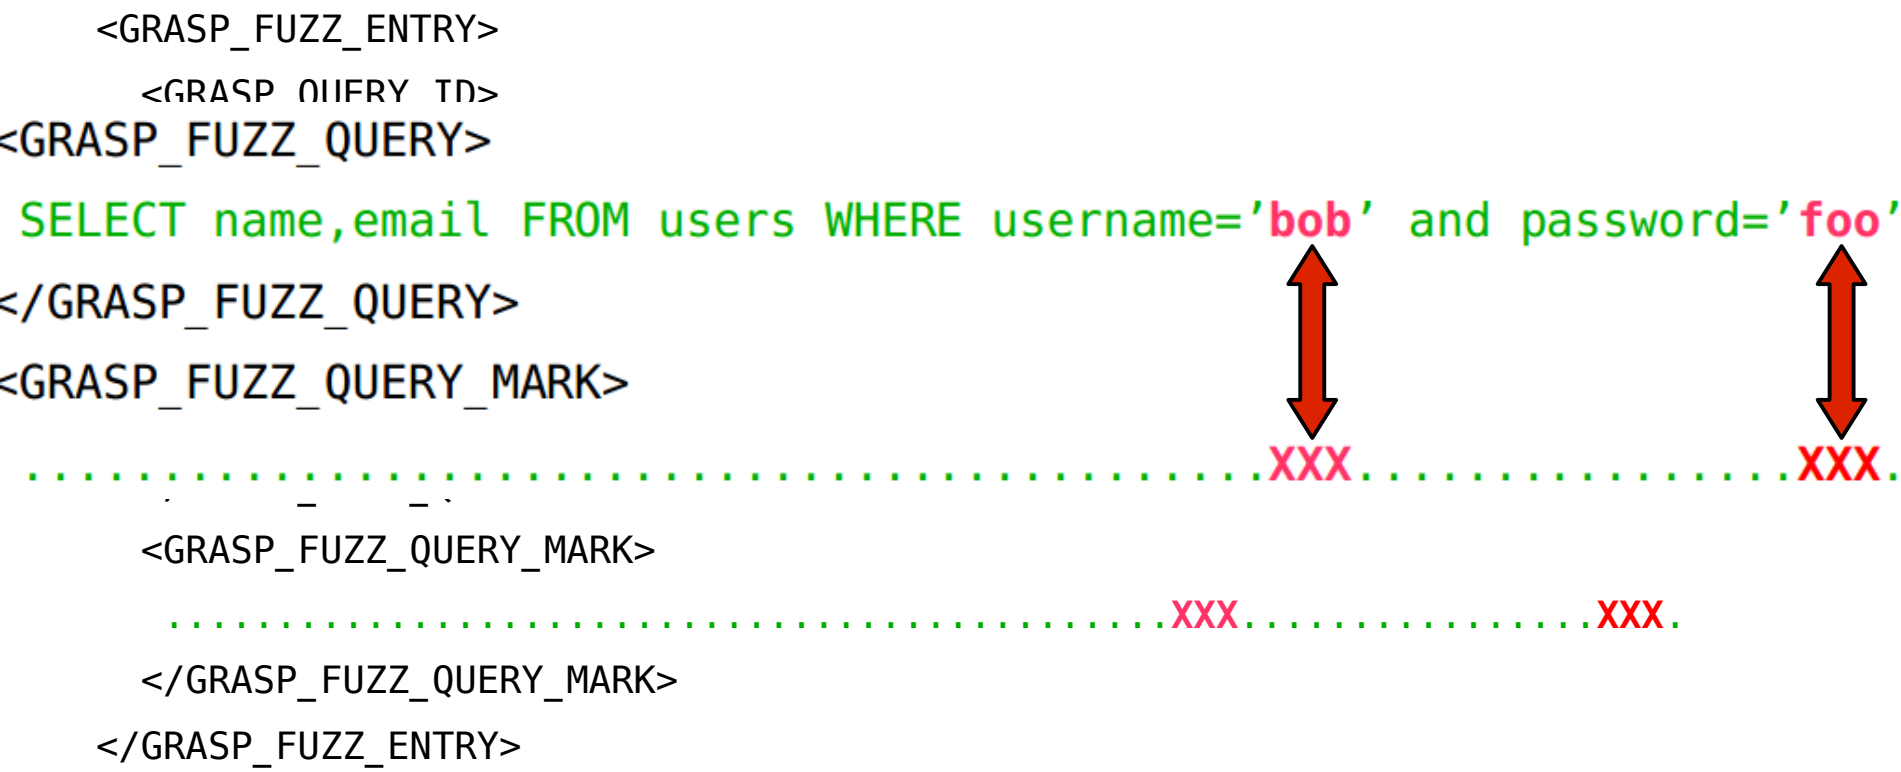 <GRASP_FUZZ_ENTRY>
<GRASP_QUERY_ID>
<GRASP_FUZZ_QUERY>
SELECT name,email FROM users WHERE username=’bob’ and password=’foo’
</GRASP_FUZZ_QUERY>
<GRASP_FUZZ_QUERY_MARK>
.............................................XXX................XXX.
<GRASP_FUZZ_QUERY_MARK>
.............................................XXX................XXX.
</GRASP_FUZZ_QUERY_MARK>
</GRASP_FUZZ_ENTRY>